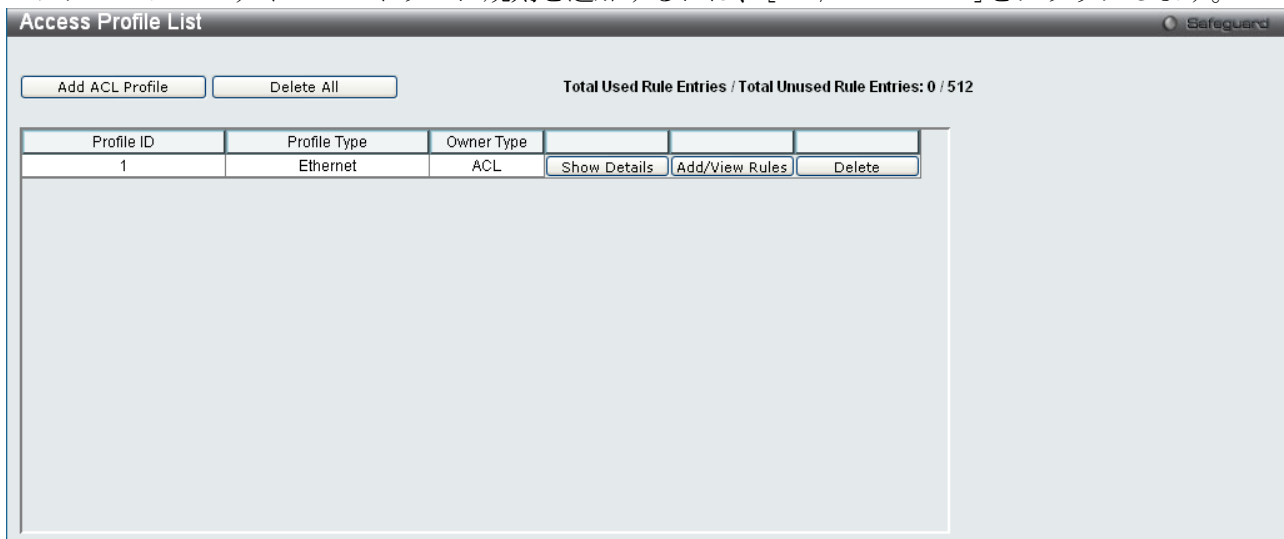 Access Profile List
Safeguard
Add ACL Profile Delete All Total Used Rule Entries / Total Unused Rule Entries: 0 / 512
Profile ID Profile Type Owner Type
1 Ethernet ACL Show Details Add/View Rules Delete